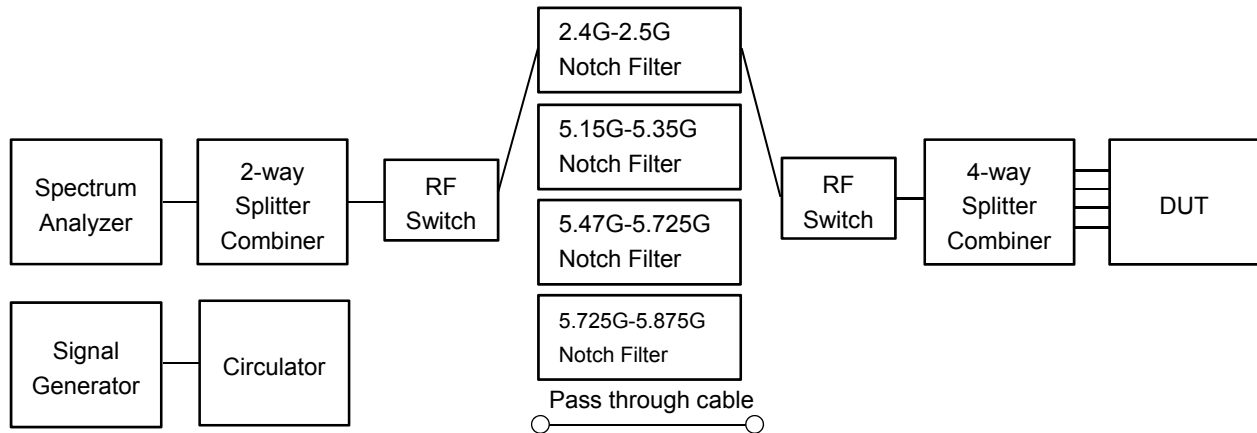 Spectrum
Analyzer
2-way
Splitter
Combiner
RF
Switch
2.4G-2.5G
Notch Filter
5.15G-5.35G
Notch Filter
5.47G-5.725G
Notch Filter
5.725G-5.875G
Notch Filter
Pass through cable
RF
Switch
4-way
Splitter
Combiner
DUT
Signal
Generator
Circulator